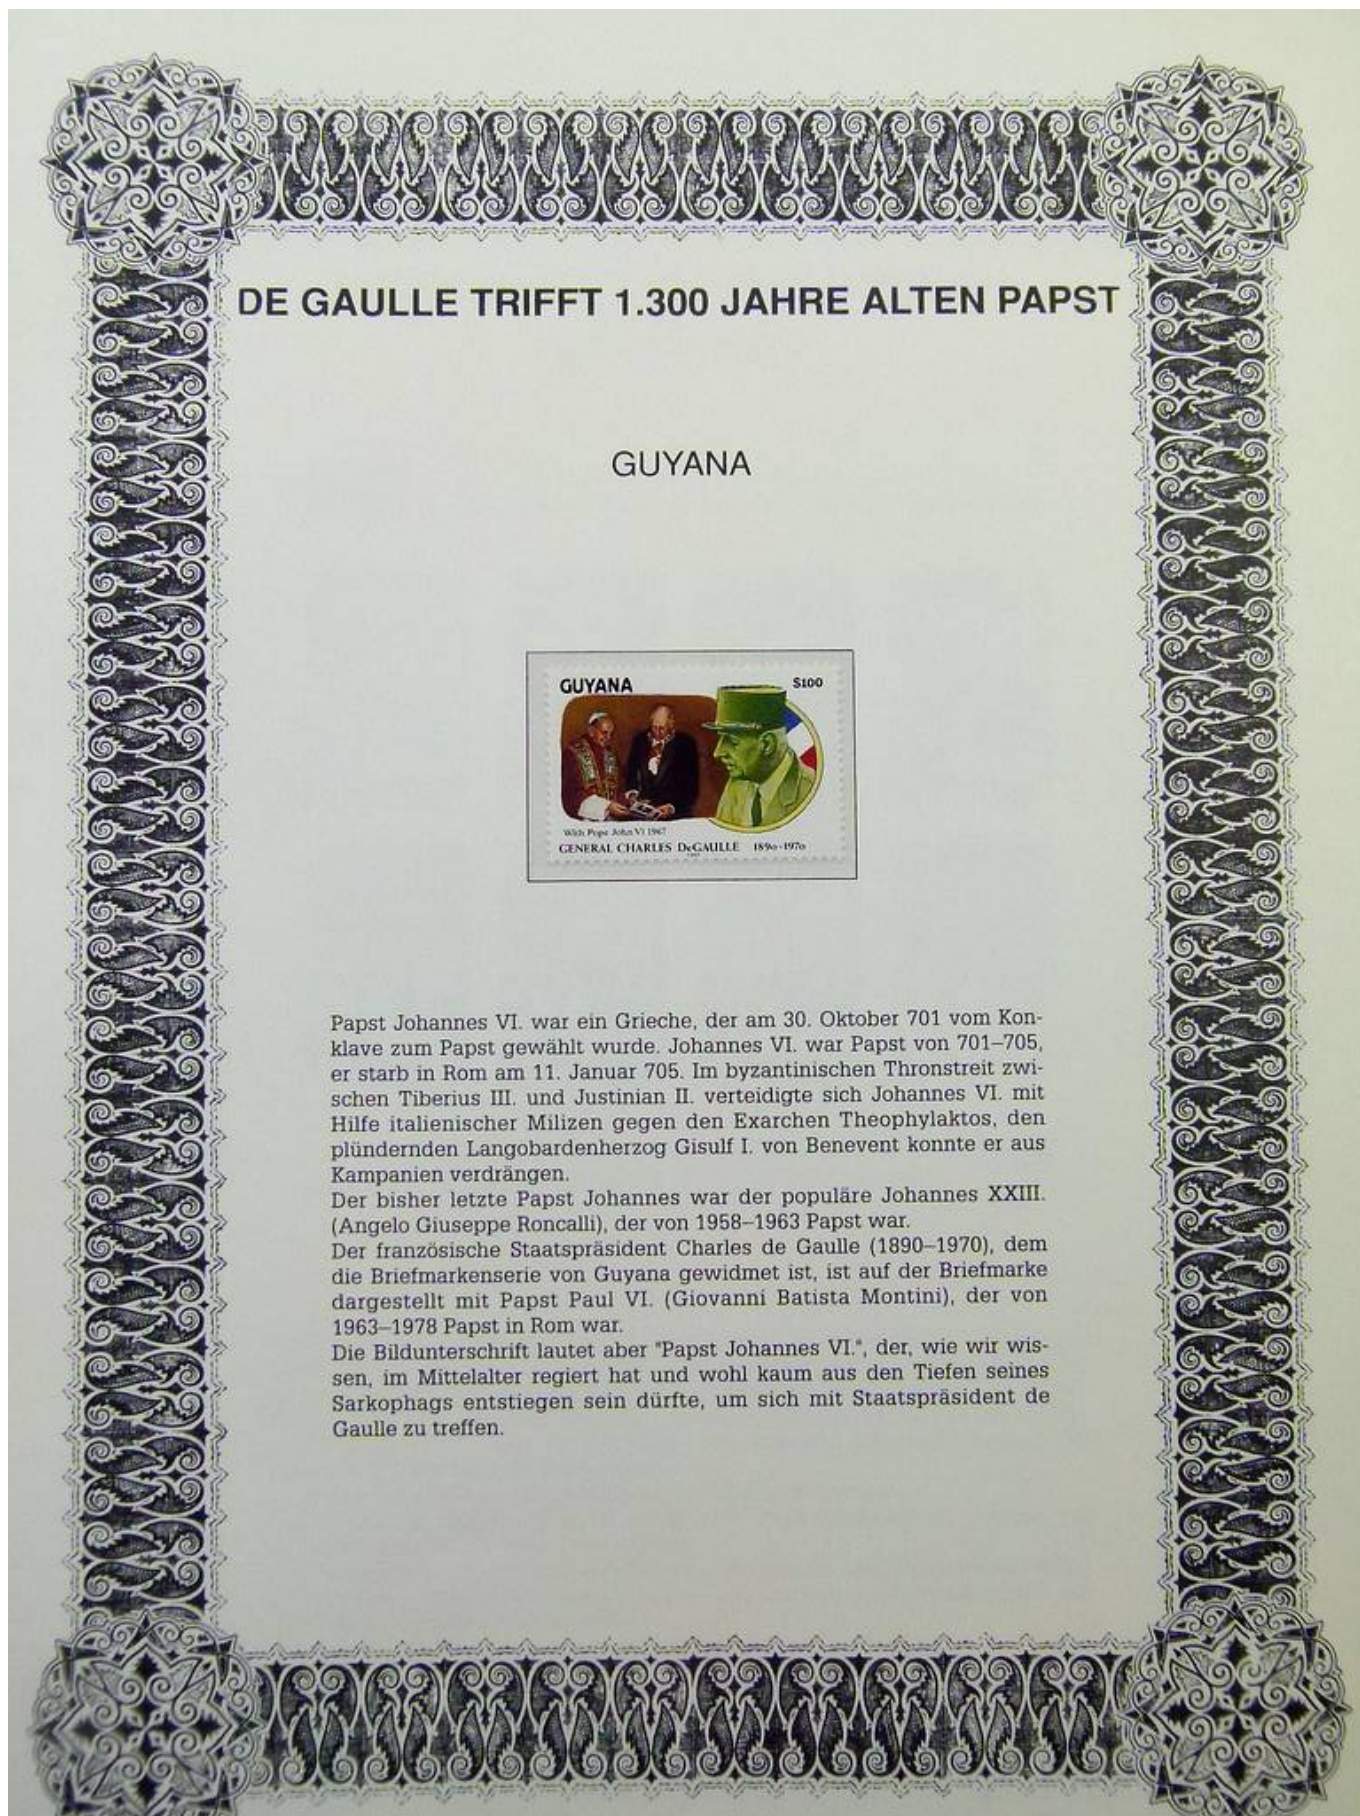 DE GAULLE TRIFFT 1.300 JAHRE ALTEN PAPST
GUYANA
GUYANA
$100
With Pope John VI 1967
GENERAL CHARLES DeGAULLE 1890-1970
Papst Johannes VI. war ein Grieche, der am 30. Oktober 701 vom Kon-
klave zum Papst gewählt wurde. Johannes VI. war Papst von 701–705,
er starb in Rom am 11. Januar 705. Im byzantinischen Thronstreit zwi-
schen Tiberius III. und Justinian II. verteidigte sich Johannes VI. mit
Hilfe italienischer Milizen gegen den Exarchen Theophylaktos, den
plündernden Langobardenherzog Gisulf I. von Benevent konnte er aus
Kampanien verdrängen.
Der bisher letzte Papst Johannes war der populäre Johannes XXIII.
(Angelo Giuseppe Roncalli), der von 1958–1963 Papst war.
Der französische Staatspräsident Charles de Gaulle (1890–1970), dem
die Briefmarkenserie von Guyana gewidmet ist, ist auf der Briefmarke
dargestellt mit Papst Paul VI. (Giovanni Batista Montini), der von
1963–1978 Papst in Rom war.
Die Bildunterschrift lautet aber "Papst Johannes VI.", der, wie wir wis-
sen, im Mittelalter regiert hat und wohl kaum aus den Tiefen seines
Sarkophags entstiegen sein dürfte, um sich mit Staatspräsident de
Gaulle zu treffen.